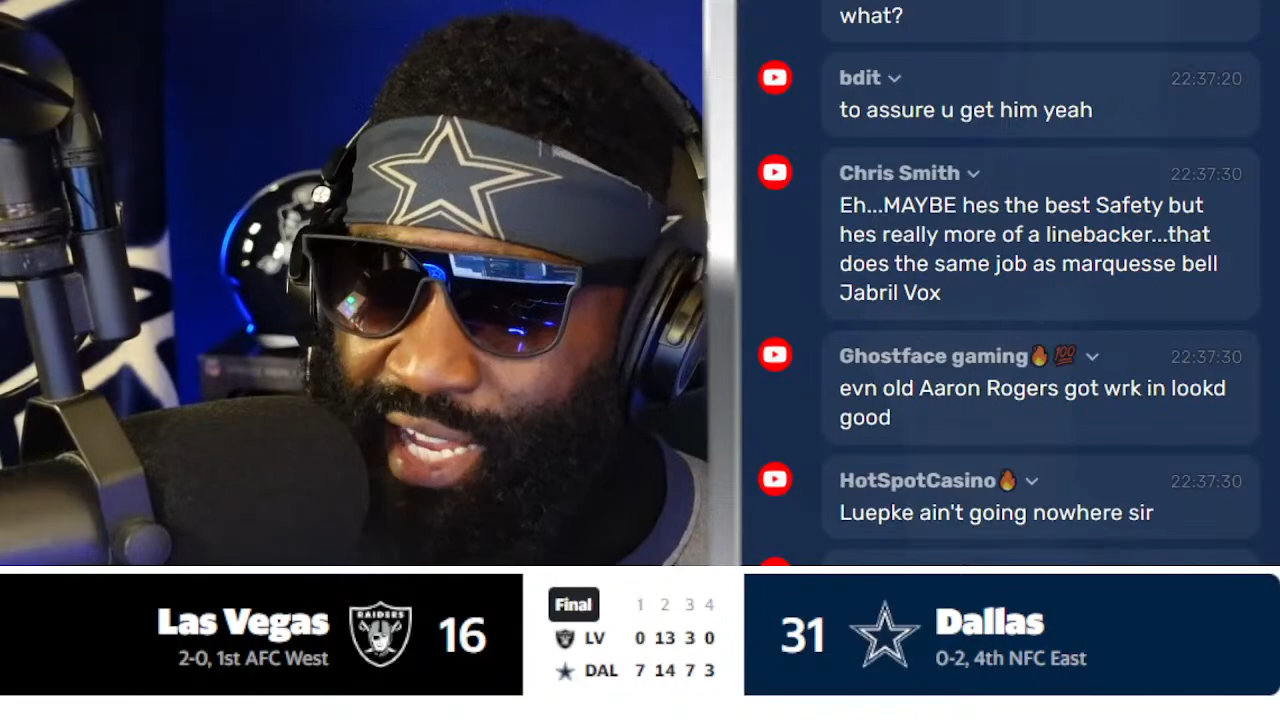 what?
bdit 22:37:20
to assure u get him yeah
Chris Smith 22:37:30
Eh...MAYBE hes the best Safety but
hes really more of a linebacker...that
does the same job as marquesse bell
Jabril Vox
Ghostface gaming🔥💯 22:37:30
evn old Aaron Rogers got wrk in lookd
good
HotSpotCasino🔥 22:37:30
Luepke ain't going nowhere sir
Las Vegas
2-0, 1st AFC West
RAIDERS
16
Final 1 2 3 4
LV 0 13 3 0
DAL 7 14 7 3
31
Dallas
0-2, 4th NFC East